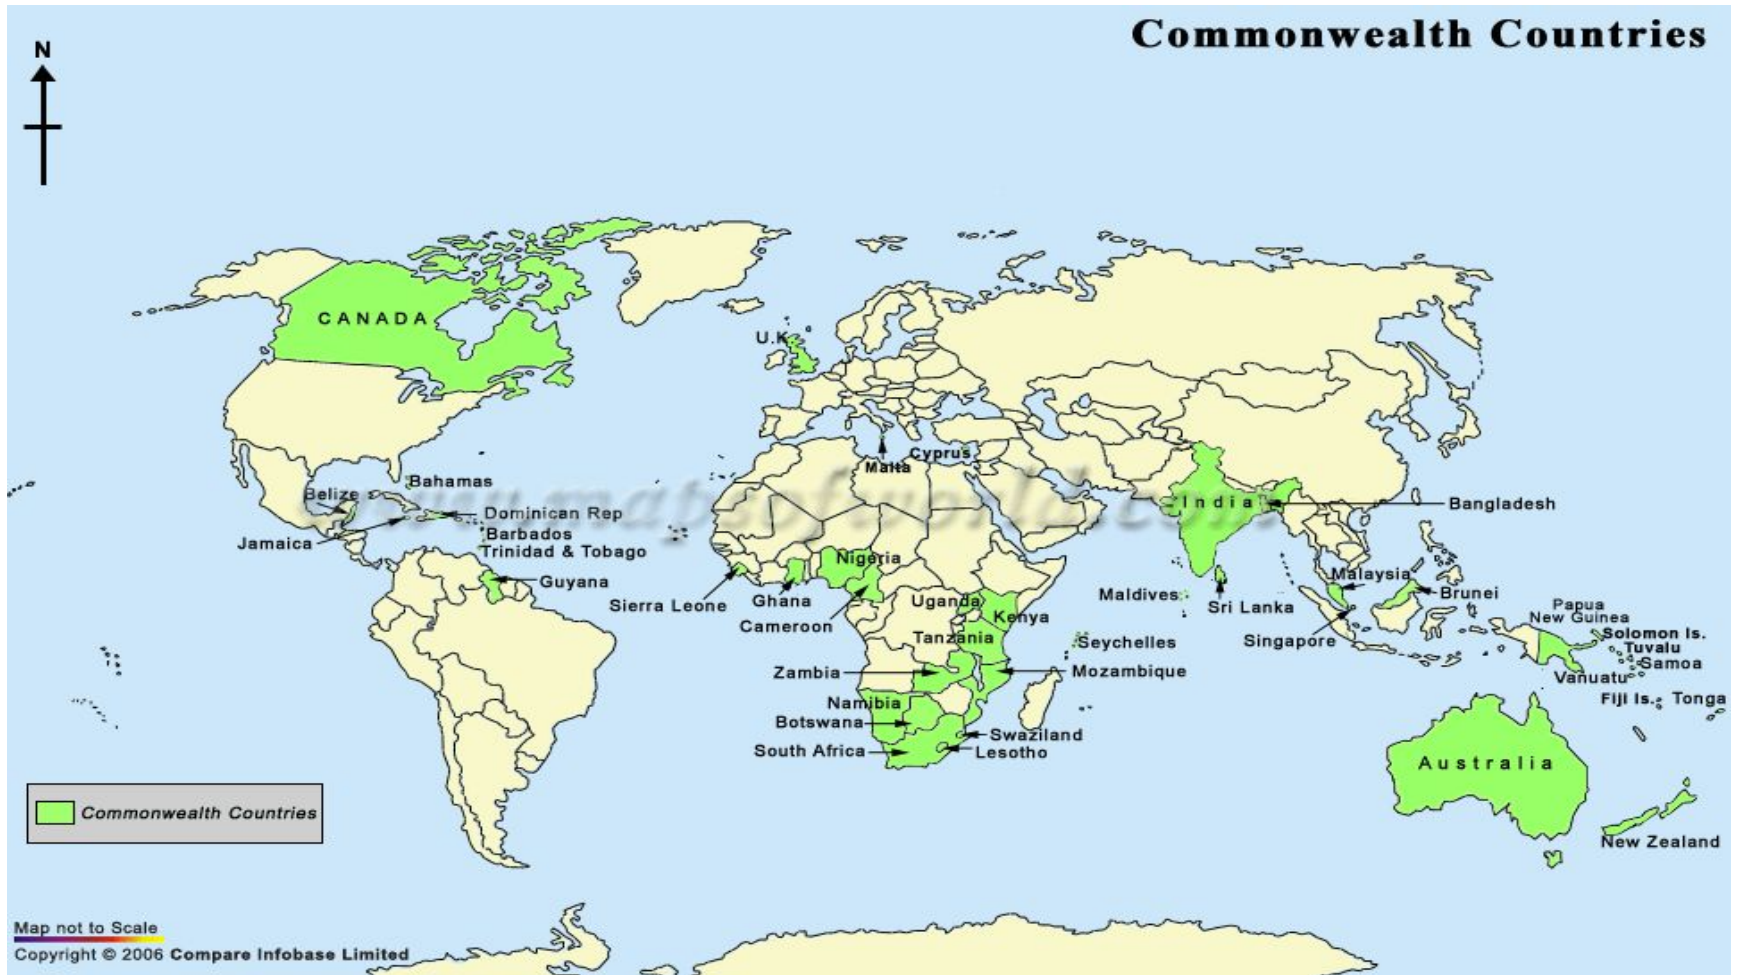 Commonwealth Countries
N
CANADA
U.K
Malta
Cyprus
Bahamas
Belize
Dominican Rep
Jamaica
Barbados
Trinidad & Tobago
Guyana
www.mapsofworld.com
India
Bangladesh
Nigeria
Sierra Leone
Ghana
Cameroon
Uganda
Kenya
Tanzania
Seychelles
Zambia
Mozambique
Namibia
Botswana
Swaziland
South Africa
Lesotho
Maldives
Sri Lanka
Malaysia
Brunei
Singapore
Papua
New Guinea
Solomon Is.
Tuvalu
Samoa
Vanuatu
Fiji Is.
Tonga
Australia
New Zealand
Commonwealth Countries
Map not to Scale
Copyright © 2006 Compare Infobase Limited